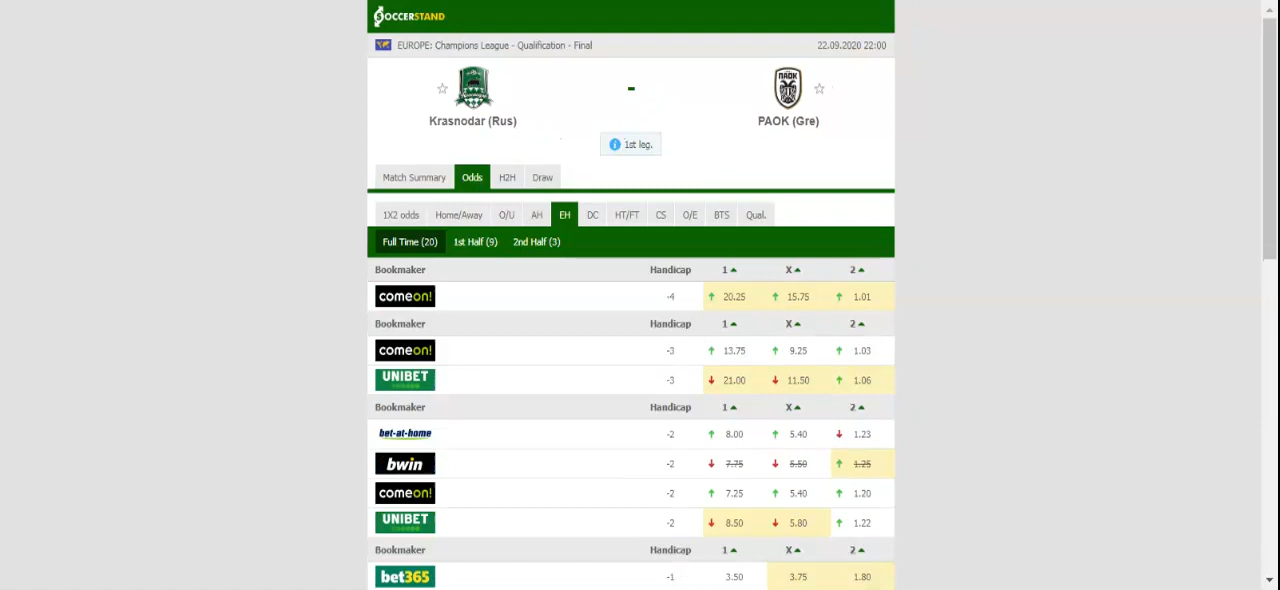 SOCCERSTAND
EUROPE: Champions League - Qualification - Final 22.09.2020 22:00
Krasnodar (Rus) - PAOK (Gre)
1st leg.
Match Summary Odds H2H Draw
1X2 odds Home/Away O/U AH EH DC HT/FT CS O/E BTS Qual.
Full Time (20) 1st Half (9) 2nd Half (3)
Bookmaker Handicap 1 X 2
comeon! -4 20.25 15.75 1.01
Bookmaker Handicap 1 X 2
comeon! -3 13.75 9.25 1.03
UNIBET -3 21.00 11.50 1.06
Bookmaker Handicap 1 X 2
bet-at-home -2 8.00 5.40 1.23
bwin -2 7.75 5.50 1.25
comeon! -2 7.25 5.40 1.20
UNIBET -2 8.50 5.80 1.22
Bookmaker Handicap 1 X 2
bet365 -1 3.50 3.75 1.80